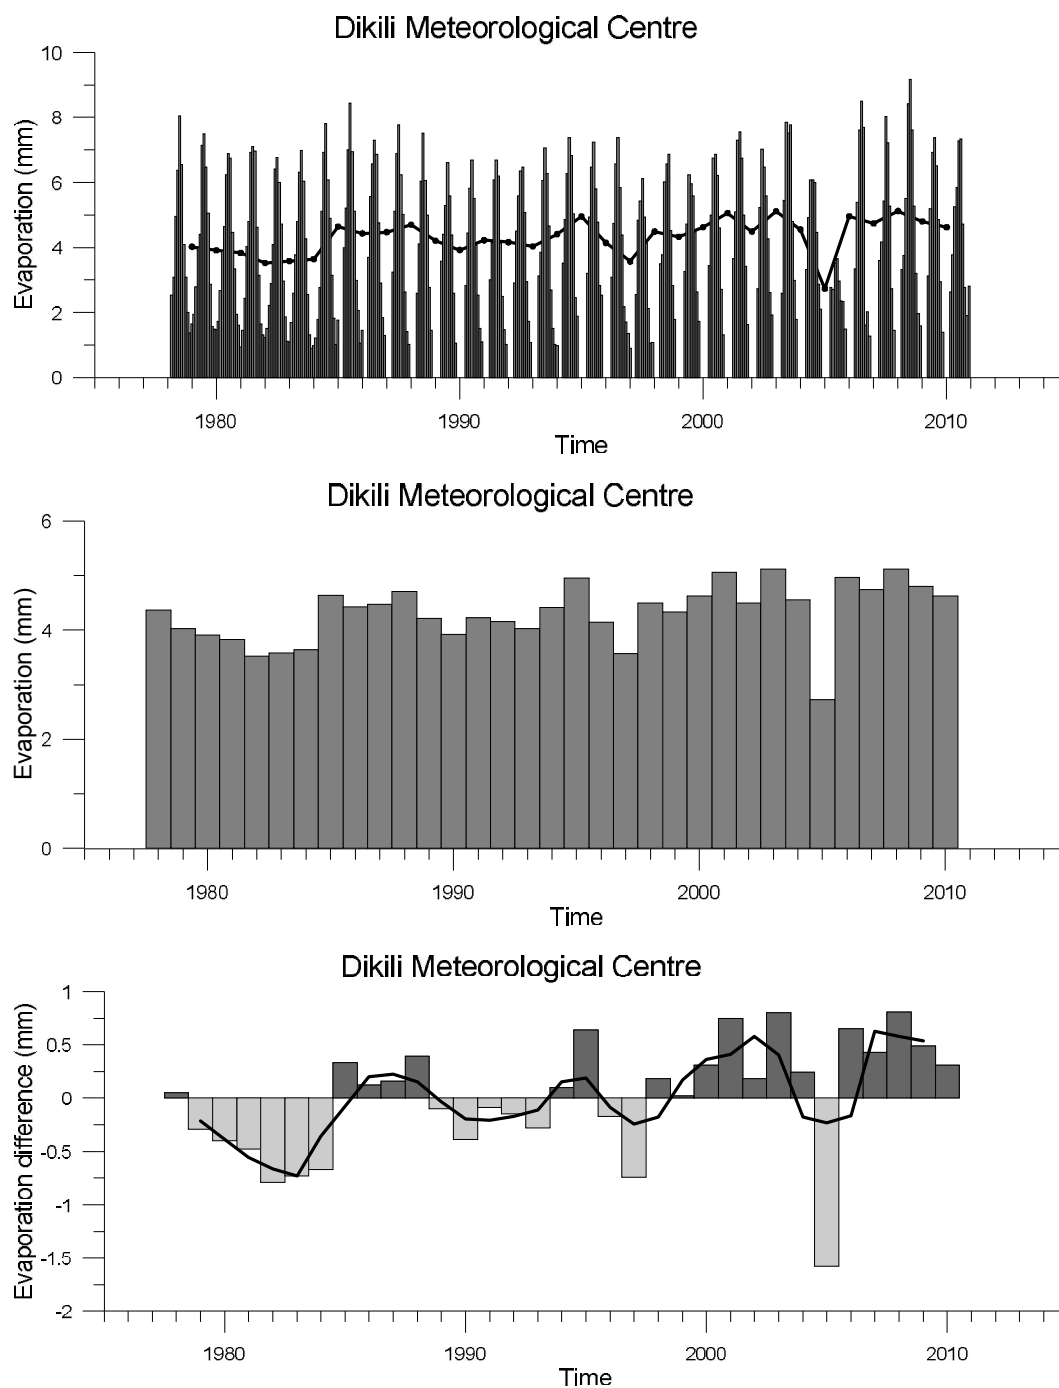 Dikili Meteorological Centre
10
8
6
4
2
0
Evaporation (mm)
1980 1990 2000 2010
Time
Dikili Meteorological Centre
6
4
2
0
Evaporation (mm)
1980 1990 2000 2010
Time
Dikili Meteorological Centre
1
0.5
0
-0.5
-1
-1.5
-2
Evaporation difference (mm)
1980 1990 2000 2010
Time